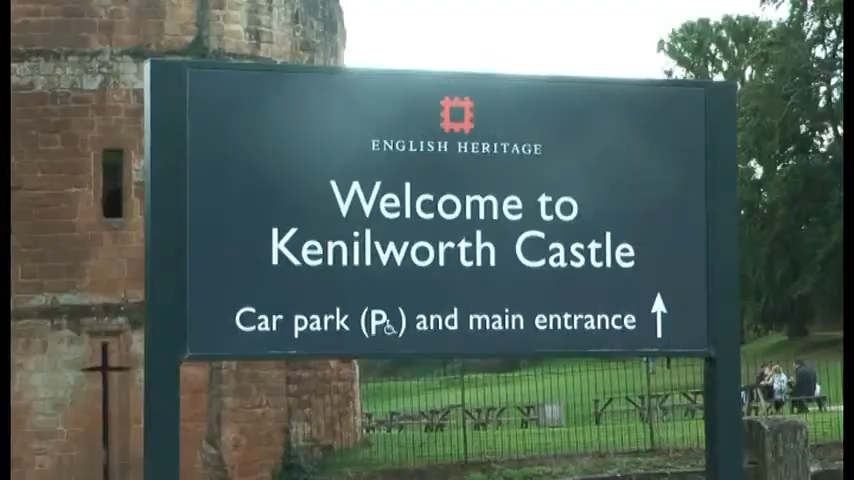 ENGLISH HERITAGE
Welcome to
Kenilworth Castle
Car park (P♿) and main entrance ↑